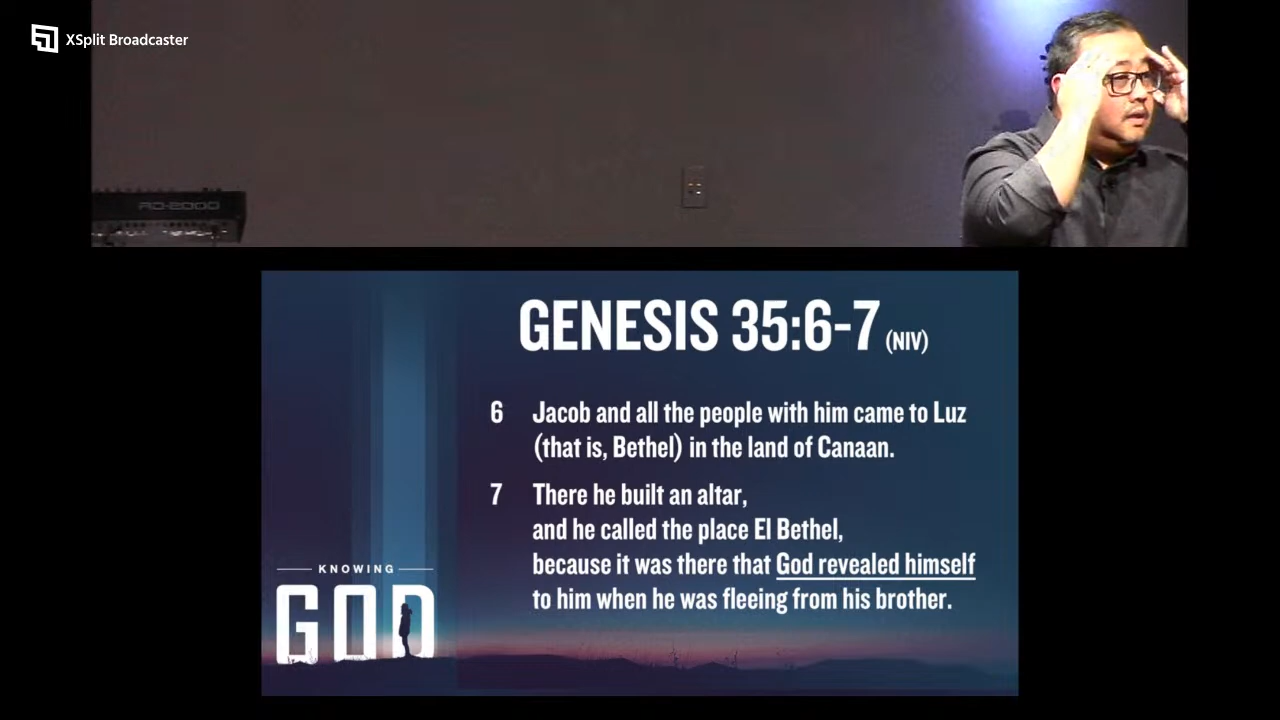 XSplit Broadcaster
RD-2000
GENESIS 35:6-7 (NIV)
6 Jacob and all the people with him came to Luz
(that is, Bethel) in the land of Canaan.
7 There he built an altar,
and he called the place El Bethel,
because it was there that God revealed himself
to him when he was fleeing from his brother.
KNOWING
GOD